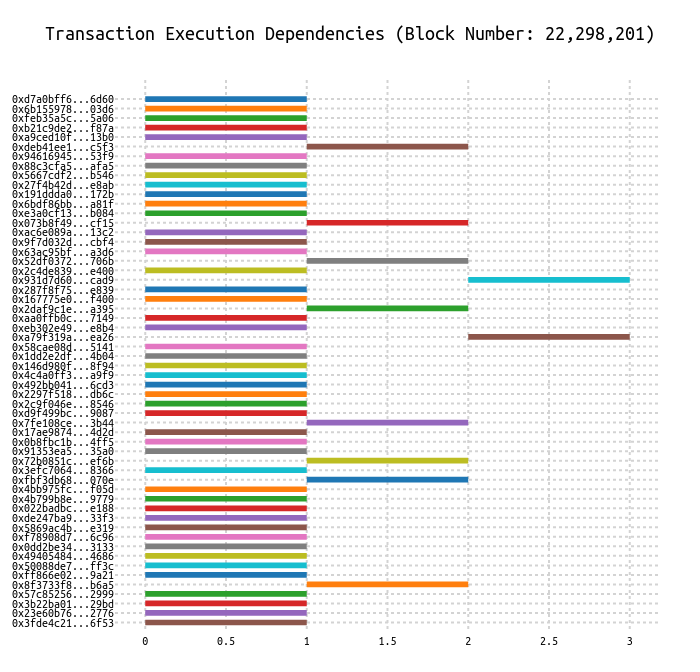 Transaction Execution Dependencies (Block Number: 22,298,201)
0xd7a0bff6...6d60
0x6b155978...03d6
0xfeb35a5c...5a06
0xb21c9de2...f87a
0xa9ced10f...13b0
0xdeb41ee1...c5f3
0x94616945...53f9
0x88c3cfa5...afa5
0x5667cdf2...b546
0x27f4b42d...e8ab
0x191ddda0...172b
0x6bdf86bb...a81f
0xe3a0cf13...b084
0x073b8f49...cf15
0xac6e089a...13c2
0x9f7d032d...cbf4
0x63ac95bf...a3d6
0x52df0372...706b
0x2c4de839...e400
0x931d7d60...cad9
0x287f8f75...e839
0x167775e0...f400
0x2daf9c1e...a395
0xaa0ffb0c...7149
0xeb302e49...e8b4
0xa79f319a...ea26
0x58cae08d...5141
0x1dd2e2df...4b04
0x146d980f...8f94
0x4c4a0ff3...a9f9
0x492bb041...6cd3
0x2297f518...db6c
0x2c9f046e...8546
0xd9f499bc...9087
0x7fe108ce...3b44
0x17ae9874...4d2d
0x0b8fbc1b...4ff5
0x91353ea5...35a0
0x72b0851c...ef6b
0x3efc7064...8366
0xfbf3db68...070e
0x4bb975fc...f05d
0x4b799b8e...9779
0x022badbc...e188
0xde247ba9...33f3
0x5869ac4b...e319
0xf78908d7...6c96
0x0dd2be34...3133
0x49405484...4686
0x50088de7...ff3c
0xff866e02...9a21
0x8f3733f8...b6a5
0x57c85256...2999
0x3b22ba01...29bd
0x23e60b76...2776
0x3fde4c21...6f53
0 0.5 1 1.5 2 2.5 3